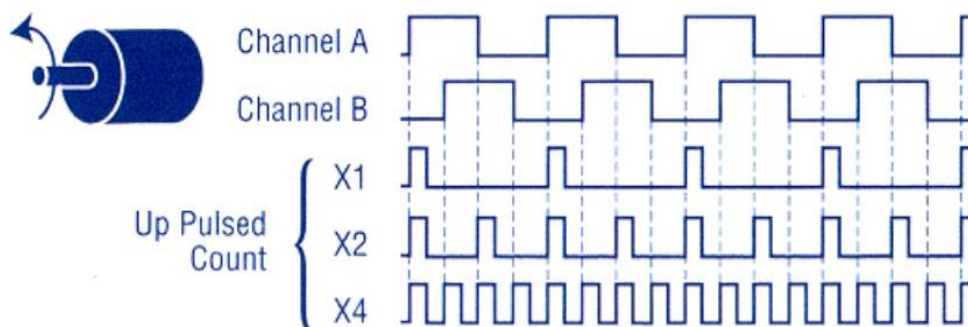 Channel A
Channel B
X1
Up Pulsed
Count
X2
X4